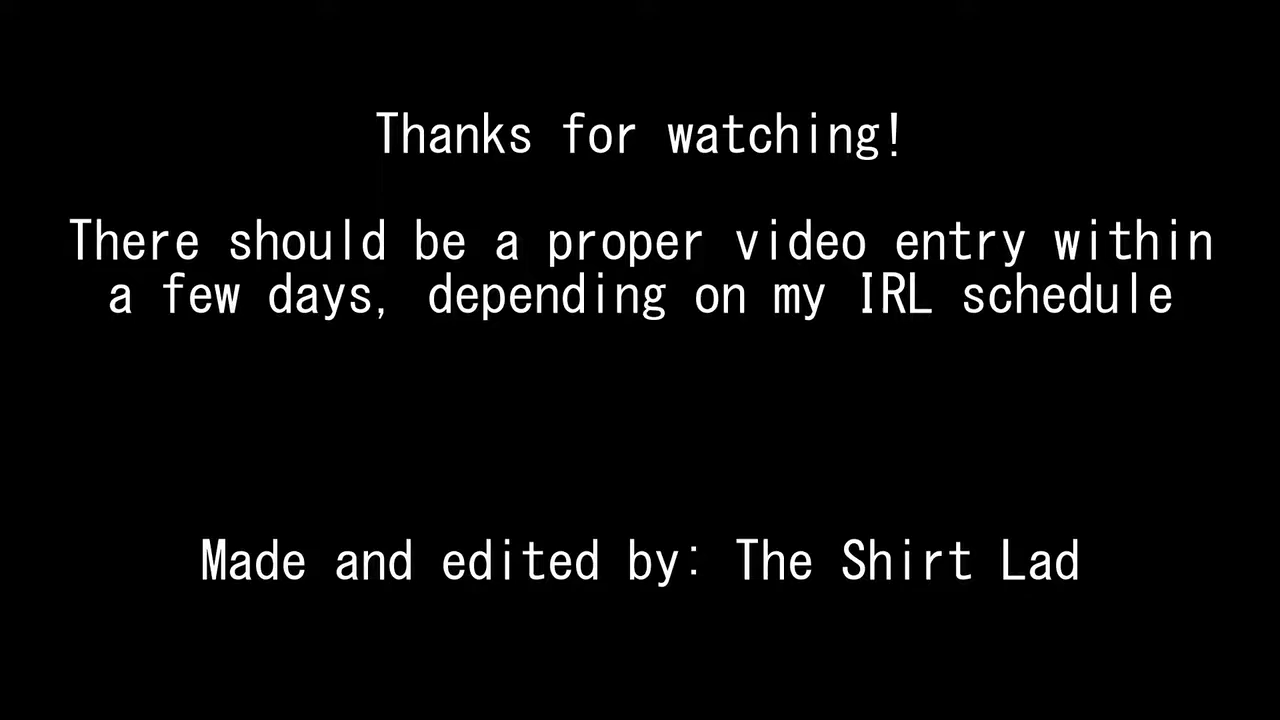 Thanks for watching!
There should be a proper video entry within
a few days, depending on my IRL schedule
Made and edited by: The Shirt Lad